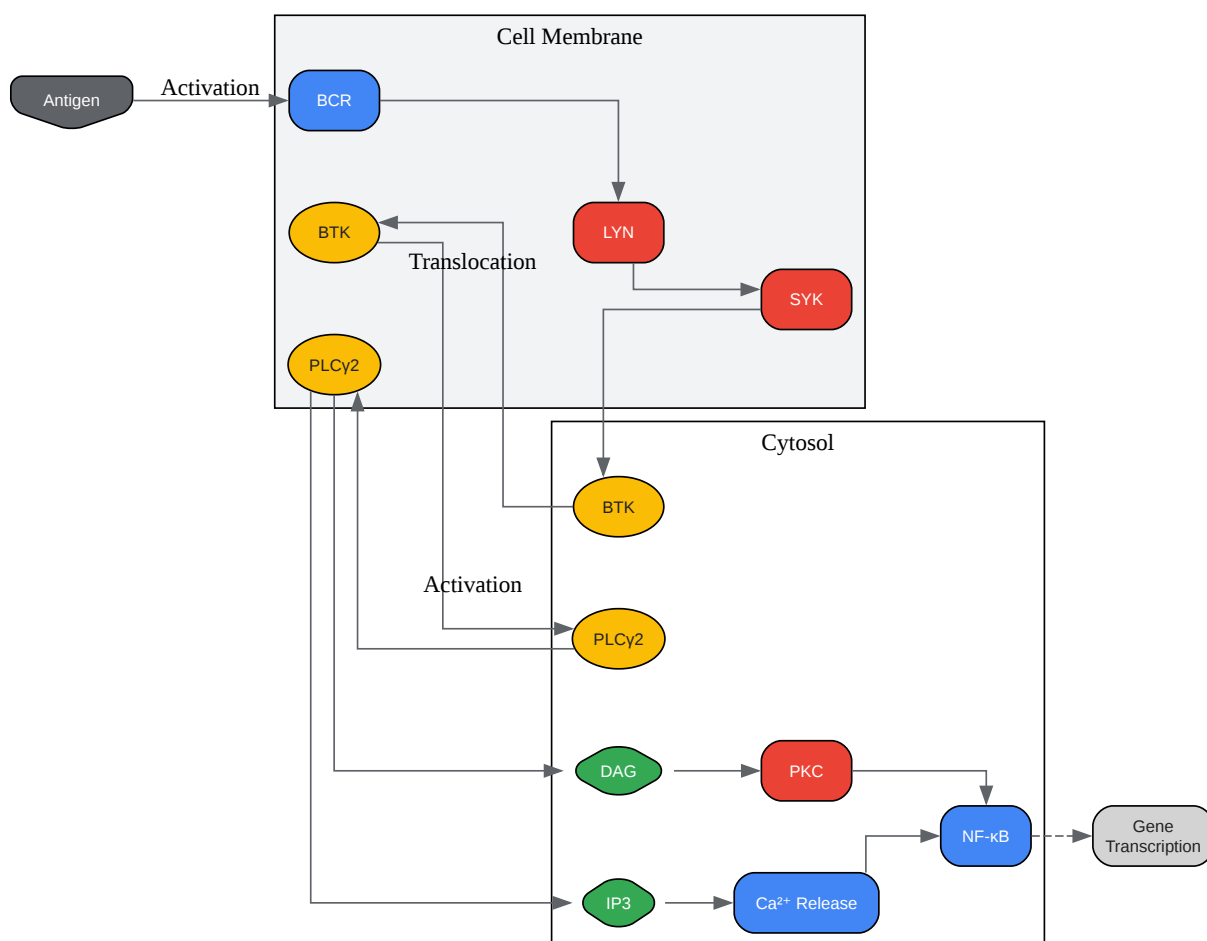 Cell Membrane
Antigen
Activation
BCR
BTK
LYN
Translocation
SYK
PLCγ2
Cytosol
BTK
Activation
PLCγ2
DAG
PKC
NF-κB
Gene
Transcription
IP3
Ca²⁺ Release